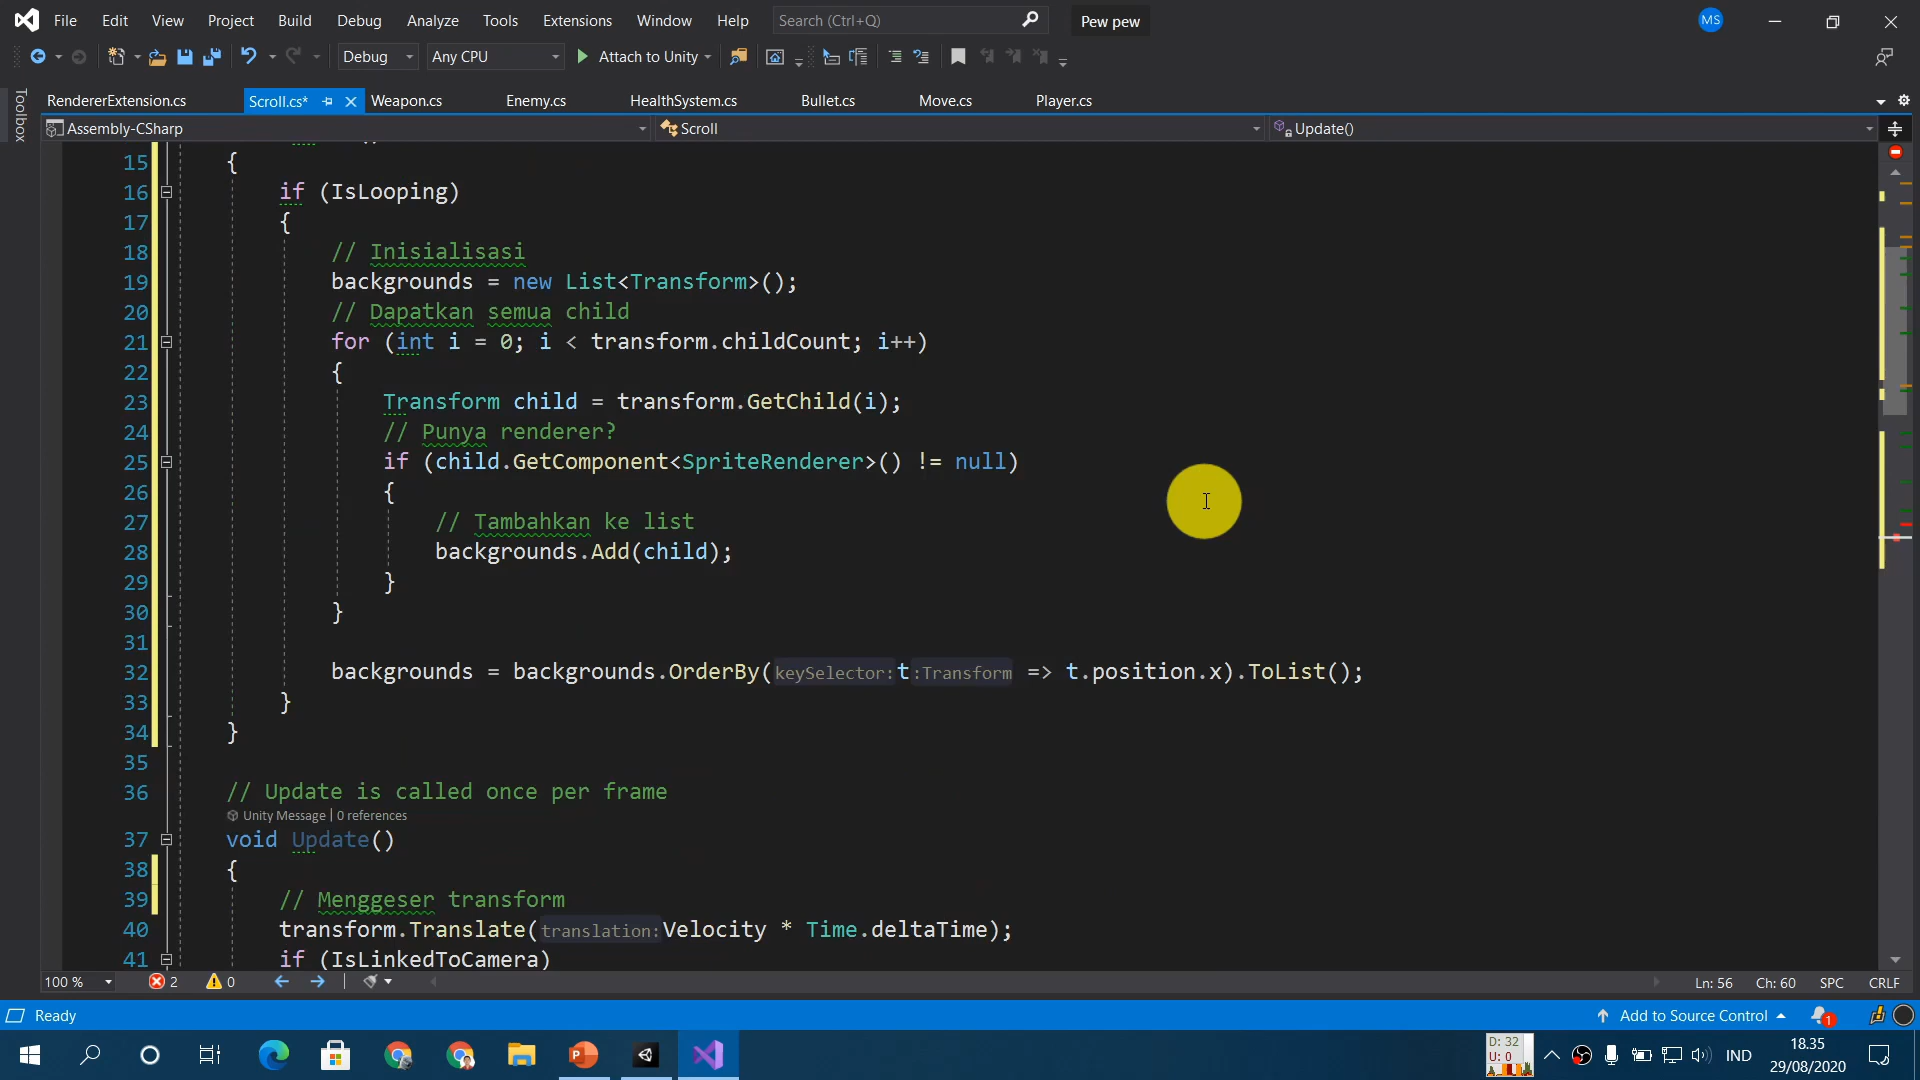 File Edit View Project Build Debug Analyze Tools Extensions Window Help Search (Ctrl+Q) Pew pew MS
Debug Any CPU Attach to Unity
Toolbox
RendererExtension.cs Scroll.cs* Weapon.cs Enemy.cs HealthSystem.cs Bullet.cs Move.cs Player.cs
Assembly-CSharp Scroll Update()
15 {
16 if (IsLooping)
17 {
18 // Inisialisasi
19 backgrounds = new List<Transform>();
20 // Dapatkan semua child
21 for (int i = 0; i < transform.childCount; i++)
22 {
23 Transform child = transform.GetChild(i);
24 // Punya renderer?
25 if (child.GetComponent<SpriteRenderer>() != null)
26 {
27 // Tambahkan ke list
28 backgrounds.Add(child);
29 }
30 }
31
32 backgrounds = backgrounds.OrderBy(keySelector:t:Transform => t.position.x).ToList();
33 }
34 }
35
36 // Update is called once per frame
Unity Message | 0 references
37 void Update()
38 {
39 // Menggeser transform
40 transform.Translate(translation:Velocity * Time.deltaTime);
41 if (IsLinkedToCamera)
100 % 2 0 Ln: 56 Ch: 60 SPC CRLF
Ready Add to Source Control 1
D: 32
U: 0
IND
18.35
29/08/2020